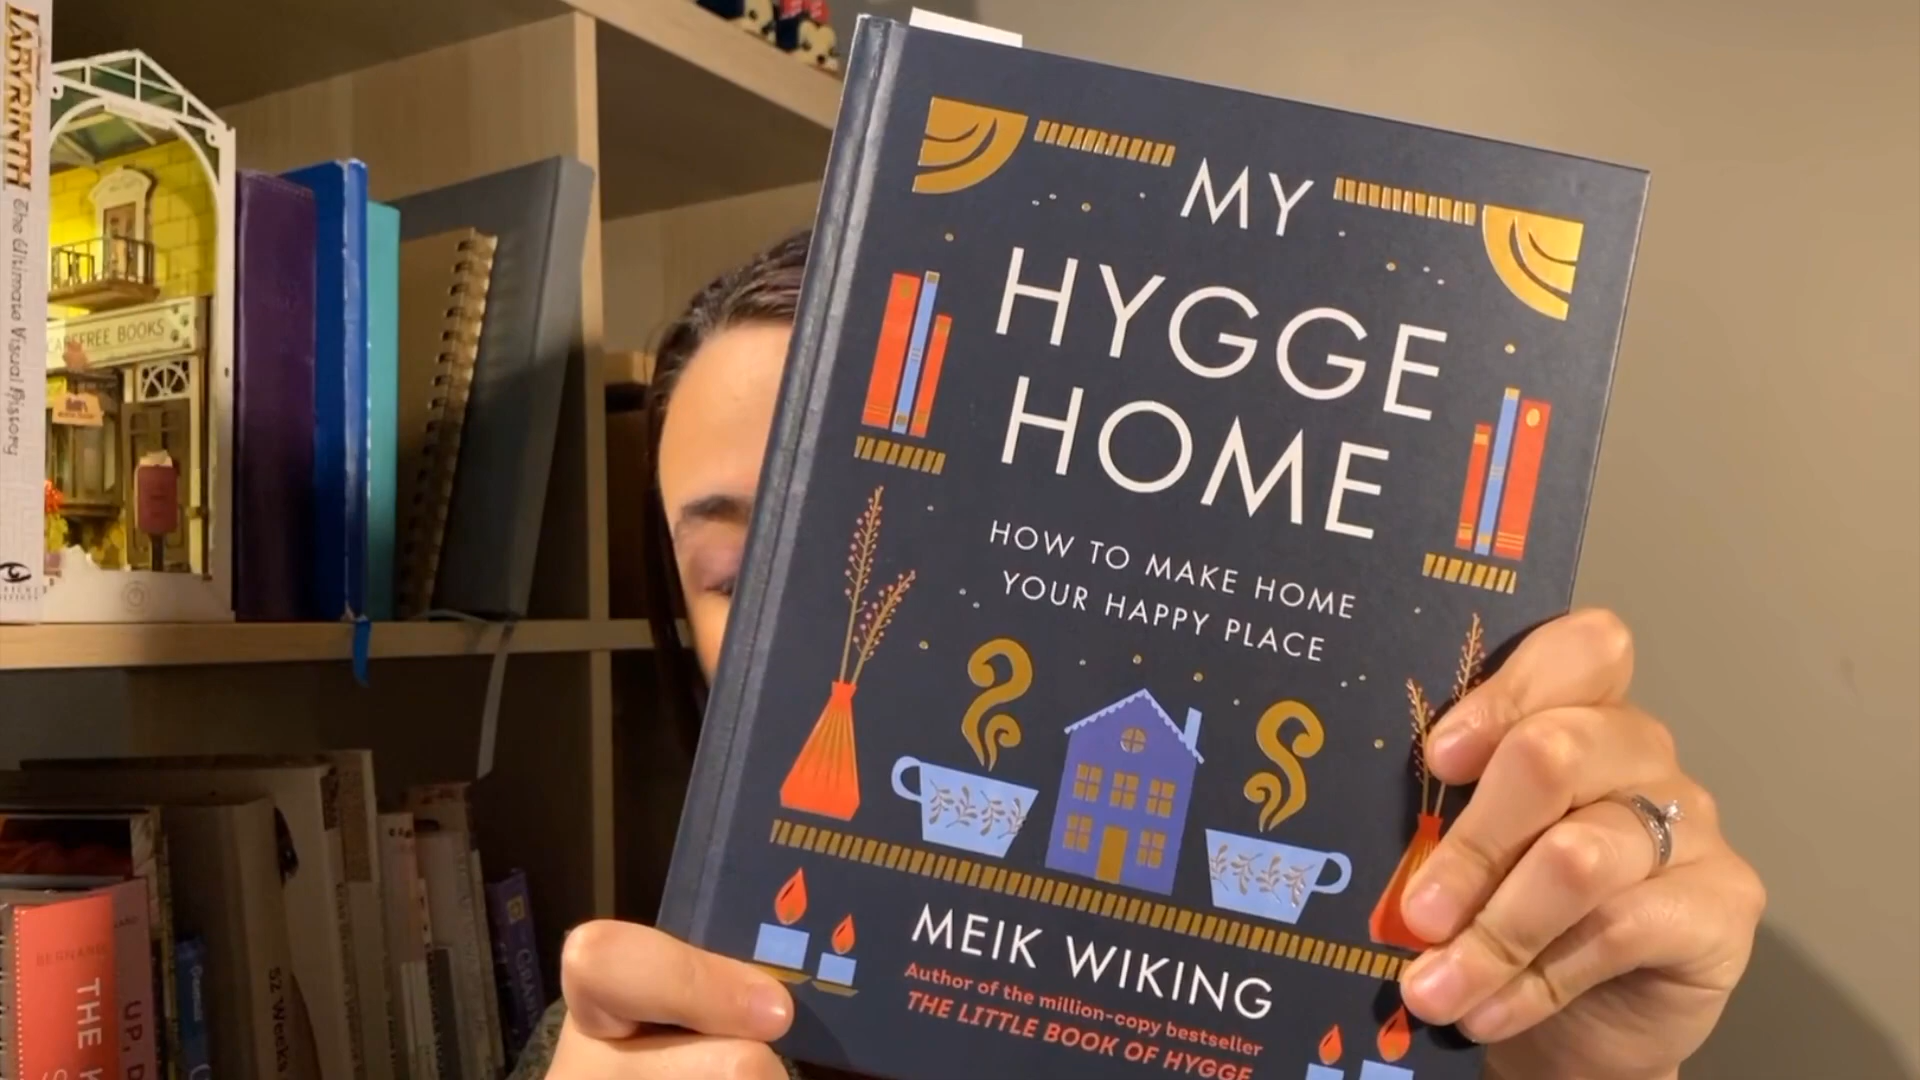 LABYRINTH
The Ultimate Visual History
CAREFREE BOOKS
MY
HYGGE
HOME
HOW TO MAKE HOME
YOUR HAPPY PLACE
MEIK WIKING
Author of the million-copy bestseller
THE LITTLE BOOK OF HYGGE
BERNARD
THE
UP,
52 Weeks